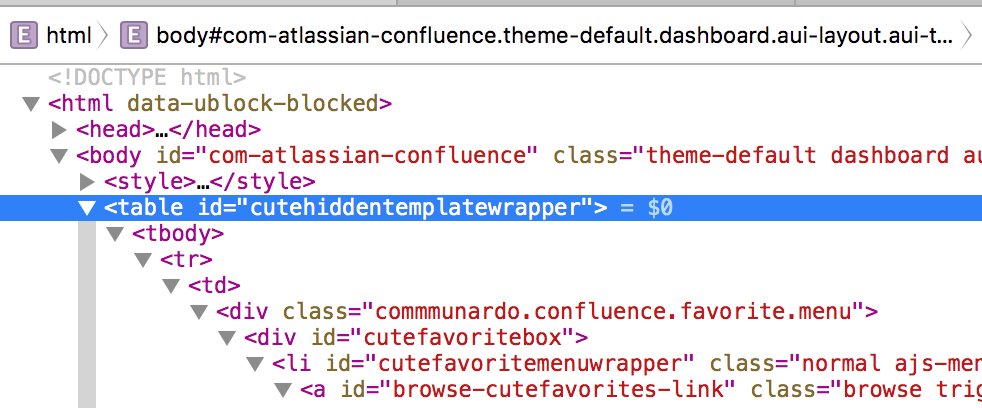 E html E body#com-atlassian-confluence.theme-default.dashboard.aui-layout.aui-t...
<!DOCTYPE html>
<html data-ublock-blocked>
<head>…</head>
<body id="com-atlassian-confluence" class="theme-default dashboard au
<style>…</style>
<table id="cutehiddentemplatewrapper"> = $0
<tbody>
<tr>
<td>
<div class="commmunardo.confluence.favorite.menu">
<div id="cutefavoritebox">
<li id="cutefavoritemenuwrapper" class="normal ajs-men
<a id="browse-cutefavorites-link" class="browse trig